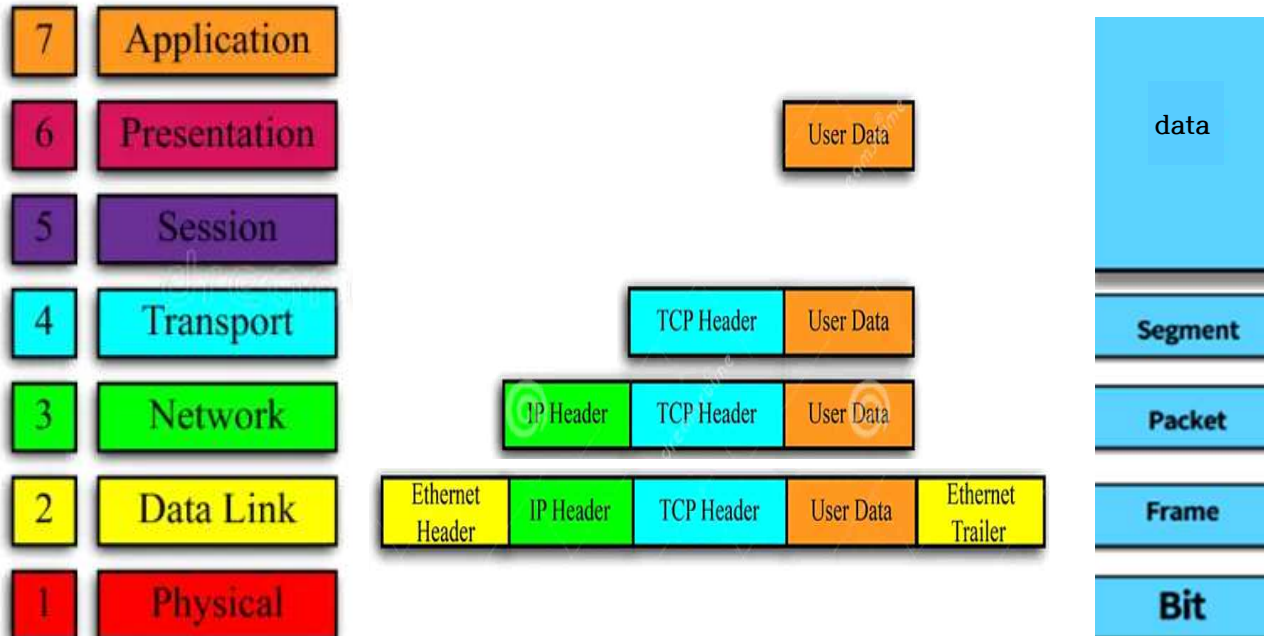 7 Application
6 Presentation User Data data
5 Session
4 Transport TCP Header User Data Segment
3 Network IP Header TCP Header User Data Packet
2 Data Link Ethernet Header IP Header TCP Header User Data Ethernet Trailer Frame
1 Physical Bit